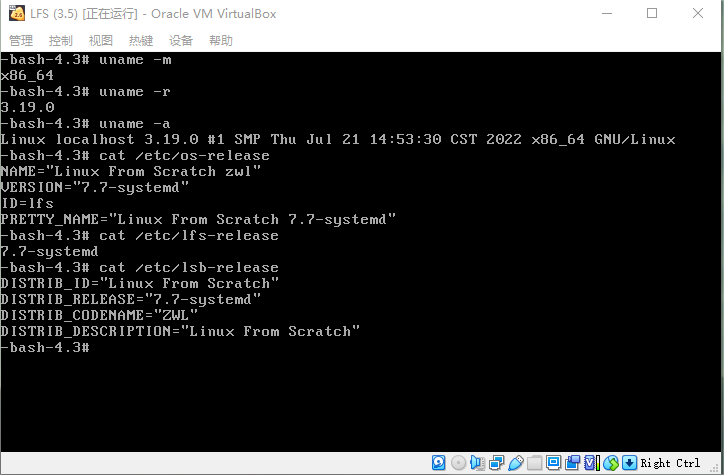 LFS (3.5) [正在运行] - Oracle VM VirtualBox
管理 控制 视图 热键 设备 帮助
-bash-4.3# uname -m
x86_64
-bash-4.3# uname -r
3.19.0
-bash-4.3# uname -a
Linux localhost 3.19.0 #1 SMP Thu Jul 21 14:53:30 CST 2022 x86_64 GNU/Linux
-bash-4.3# cat /etc/os-release
NAME="Linux From Scratch zwl"
VERSION="7.7-systemd"
ID=lfs
PRETTY_NAME="Linux From Scratch 7.7-systemd"
-bash-4.3# cat /etc/lfs-release
7.7-systemd
-bash-4.3# cat /etc/lsb-release
DISTRIB_ID="Linux From Scratch"
DISTRIB_RELEASE="7.7-systemd"
DISTRIB_CODENAME="ZWL"
DISTRIB_DESCRIPTION="Linux From Scratch"
-bash-4.3#
Right Ctrl